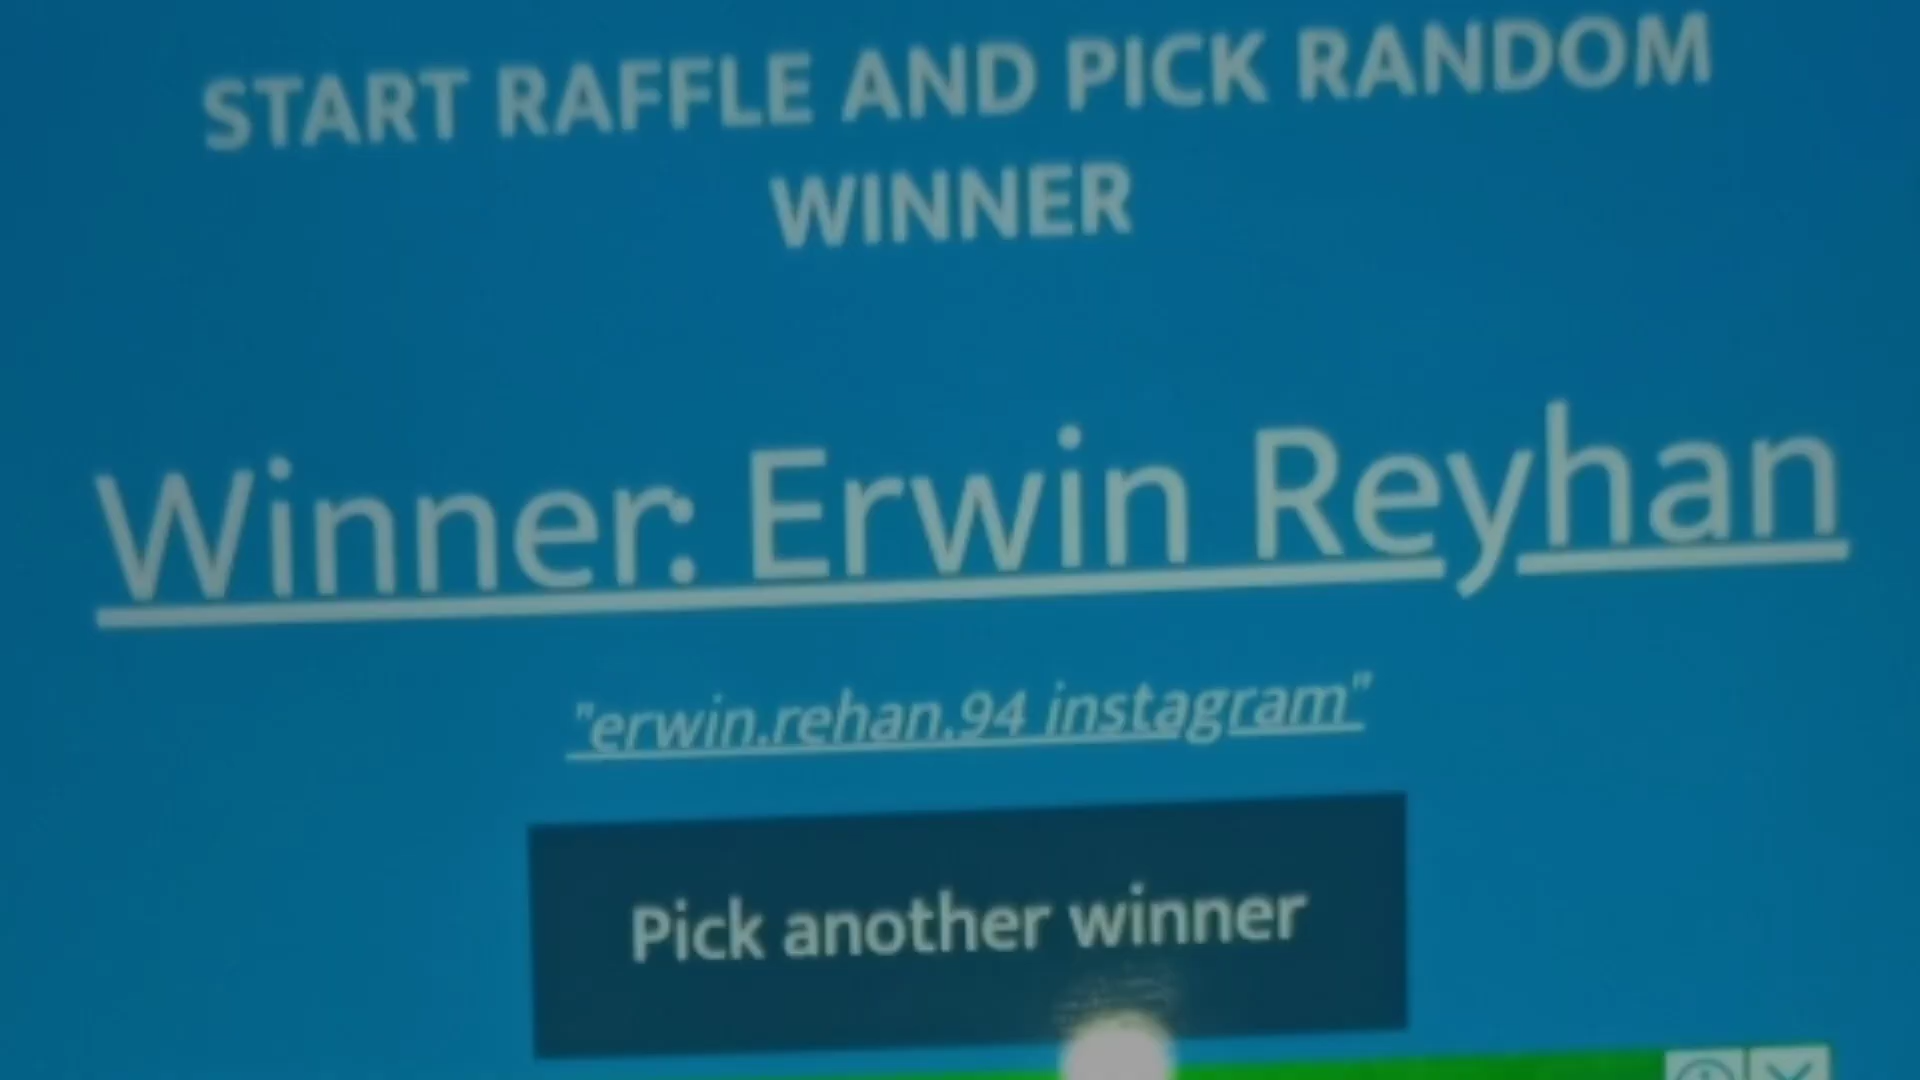 START RAFFLE AND PICK RANDOM
WINNER
Winner: Erwin Reyhan
"erwin.rehan.94 instagram"
Pick another winner